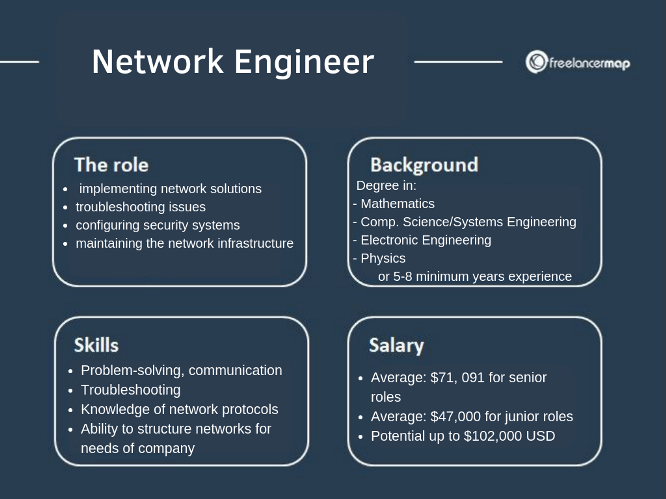 Network Engineer
freelancermap
The role
• implementing network solutions
• troubleshooting issues
• configuring security systems
• maintaining the network infrastructure
Background
Degree in:
- Mathematics
- Comp. Science/Systems Engineering
- Electronic Engineering
- Physics
or 5-8 minimum years experience
Skills
• Problem-solving, communication
• Troubleshooting
• Knowledge of network protocols
• Ability to structure networks for
needs of company
Salary
• Average: $71, 091 for senior
roles
• Average: $47,000 for junior roles
• Potential up to $102,000 USD